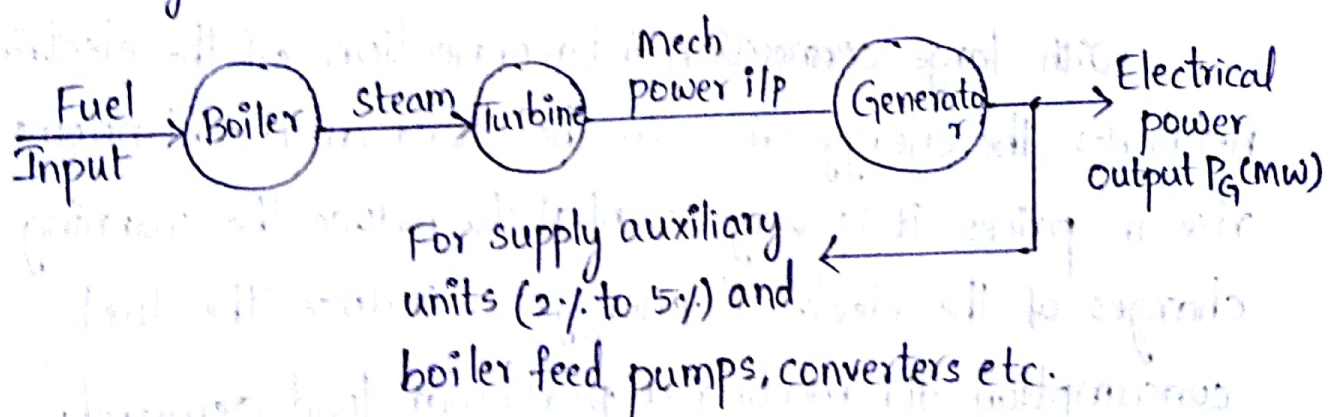 Fuel
Input
Boiler
steam
Turbine
mech
power i/p
Generator
Electrical
power
output PG(MW)
For supply auxiliary
units (2% to 5%) and
boiler feed pumps, converters etc.